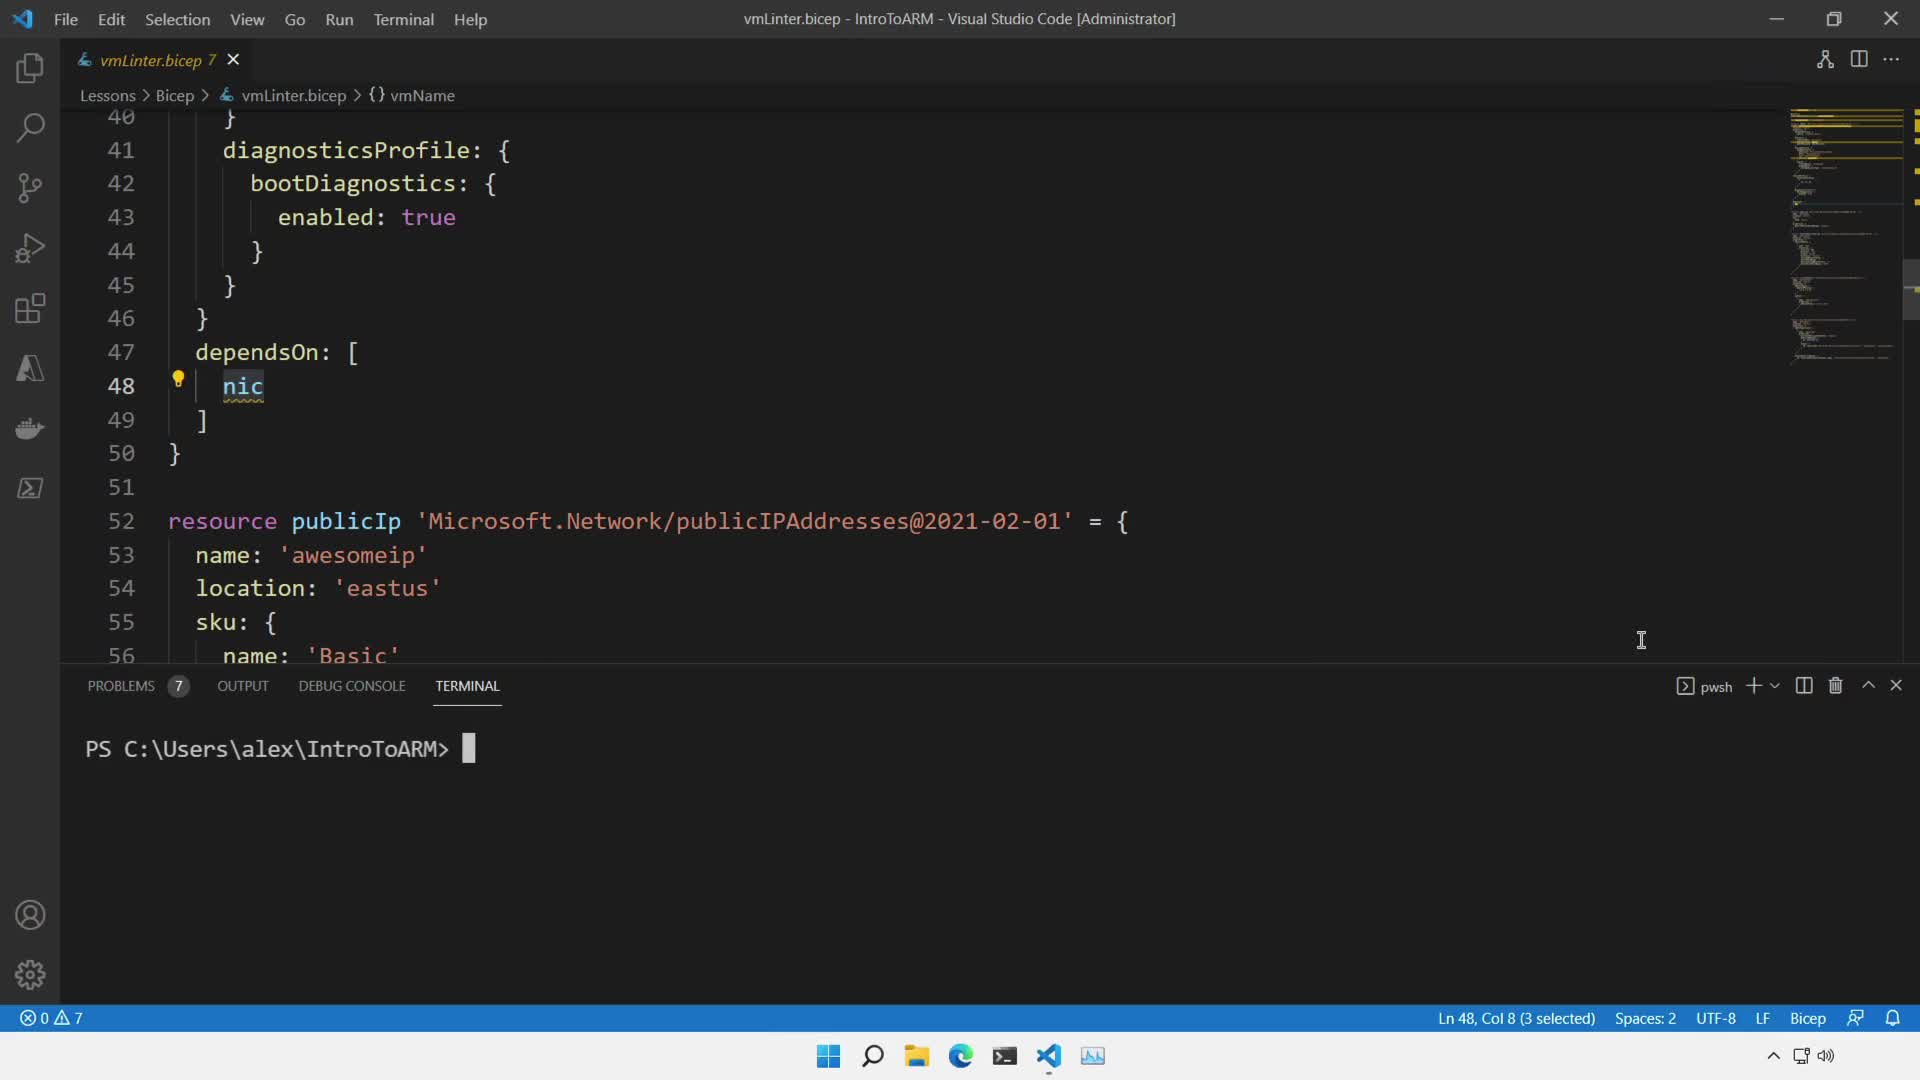 File Edit Selection View Go Run Terminal Help
vmLinter.bicep - IntroToARM - Visual Studio Code [Administrator]
vmLinter.bicep 7
Lessons > Bicep > vmLinter.bicep > {} vmName
40 }
41 diagnosticsProfile: {
42 bootDiagnostics: {
43 enabled: true
44 }
45 }
46 }
47 dependsOn: [
48 nic
49 ]
50 }
51
52 resource publicIp 'Microsoft.Network/publicIPAddresses@2021-02-01' = {
53 name: 'awesomeip'
54 location: 'eastus'
55 sku: {
56 name: 'Basic'
PROBLEMS 7 OUTPUT DEBUG CONSOLE TERMINAL
pwsh
PS C:\Users\alex\IntroToARM>
0 7
Ln 48, Col 8 (3 selected) Spaces: 2 UTF-8 LF Bicep